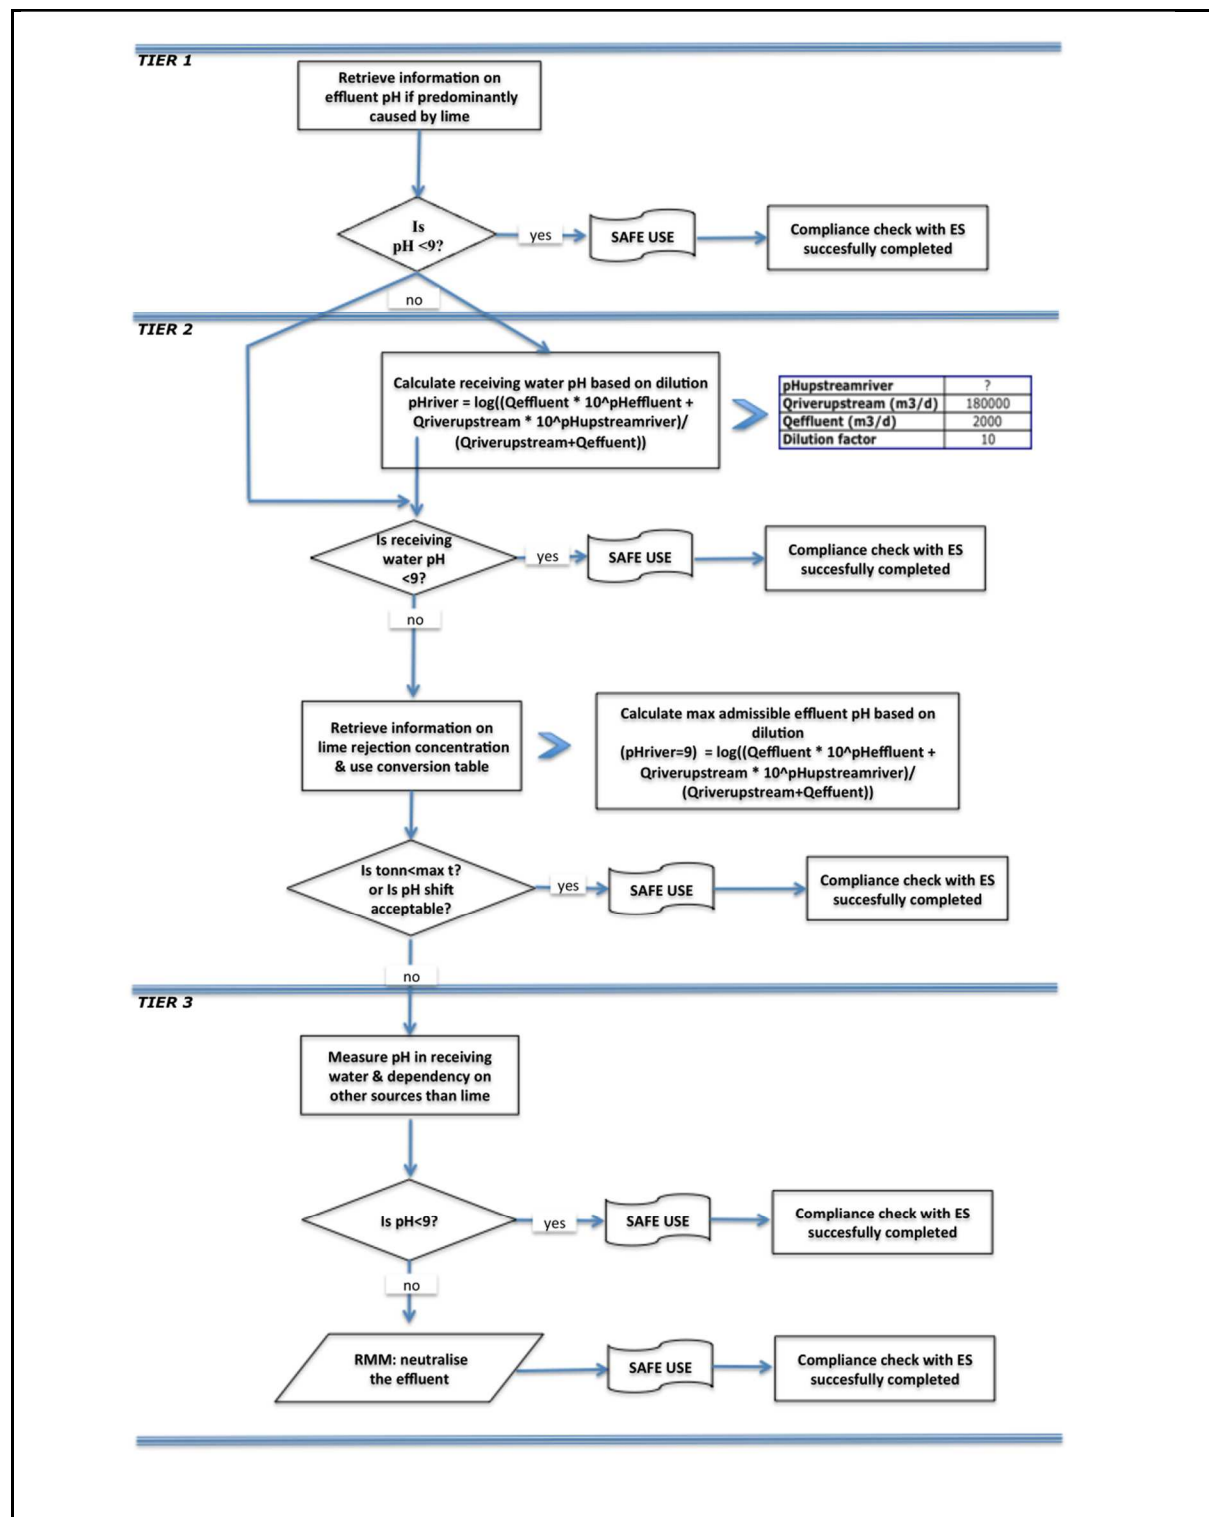 TIER 1
Retrieve information on
effluent pH if predominantly
caused by lime
Is
pH <9?
yes
SAFE USE
Compliance check with ES
succesfully completed
no
TIER 2
Calculate receiving water pH based on dilution
pHriver = log((Qeffluent * 10^pHeffluent +
Qriverupstream * 10^pHupstreamriver)/
(Qriverupstream+Qeffuent))
pHupstreamriver ?
Qriverupstream (m3/d) 180000
Qeffluent (m3/d) 2000
Dilution factor 10
Is receiving
water pH
<9?
yes
SAFE USE
Compliance check with ES
succesfully completed
no
Retrieve information on
lime rejection concentration
& use conversion table
Calculate max admissible effluent pH based on
dilution
(pHriver=9) = log((Qeffluent * 10^pHeffluent +
Qriverupstream * 10^pHupstreamriver)/
(Qriverupstream+Qeffuent))
Is tonn<max t?
or Is pH shift
acceptable?
yes
SAFE USE
Compliance check with ES
succesfully completed
no
TIER 3
Measure pH in receiving
water & dependency on
other sources than lime
Is pH<9?
yes
SAFE USE
Compliance check with ES
succesfully completed
no
RMM: neutralise
the effluent
SAFE USE
Compliance check with ES
succesfully completed